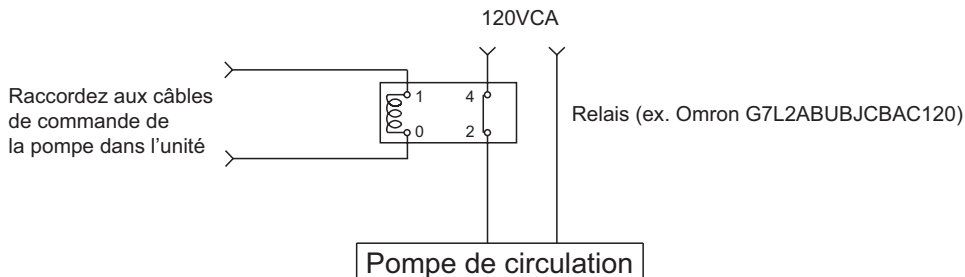 120VCA
Raccordez aux câbles
de commande de
la pompe dans l'unité
1
4
0
2
Relais (ex. Omron G7L2ABUBJCBAC120)
Pompe de circulation